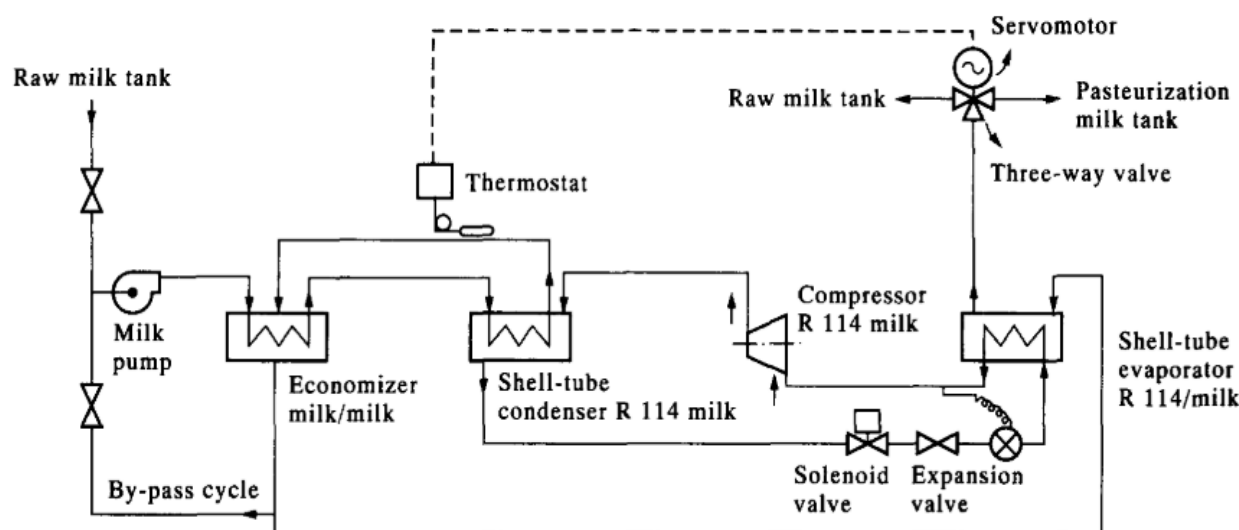 Servomotor
Raw milk tank
Raw milk tank
Pasteurization
milk tank
Three-way valve
Thermostat
Milk
pump
Economizer
milk/milk
Shell-tube
condenser R 114 milk
Compressor
R 114 milk
Shell-tube
evaporator
R 114/milk
Solenoid
valve
Expansion
valve
By-pass cycle